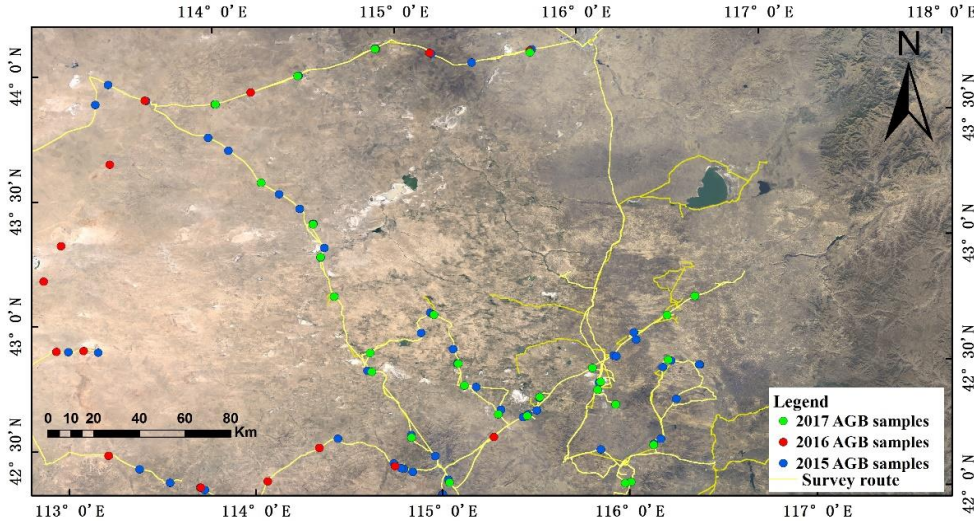 114° 0′ E 115° 0′ E 116° 0′ E 117° 0′ E 118° 0′ E
N
44° 0′ N
43° 30′ N
43° 0′ N
42° 30′ N
43° 30′ N
43° 0′ N
42° 30′ N
42° 0′ N
0 10 20 40 60 80
Km
Legend
2017 AGB samples
2016 AGB samples
2015 AGB samples
Survey route
113° 0′ E 114° 0′ E 115° 0′ E 116° 0′ E 117° 0′ E